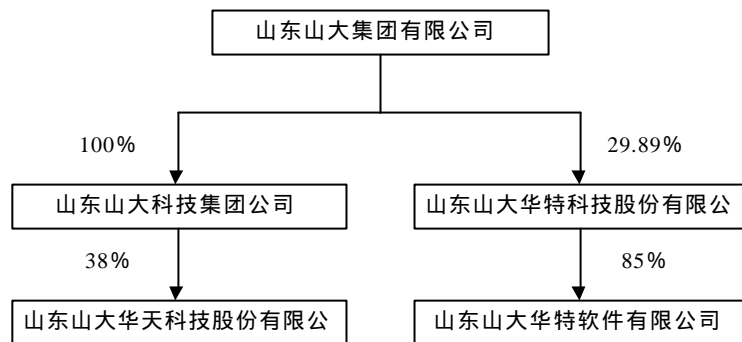 山东山大集团有限公司
100%
29.89%
山东山大科技集团公司
山东山大华特科技股份有限公
38%
85%
山东山大华天科技股份有限公
山东山大华特软件有限公司